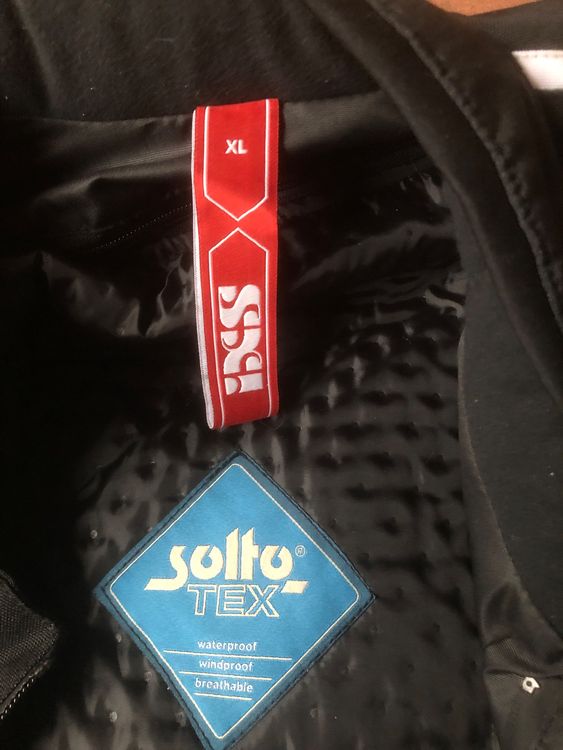 XL
iXS
solto®
TEX
waterproof
windproof
breathable